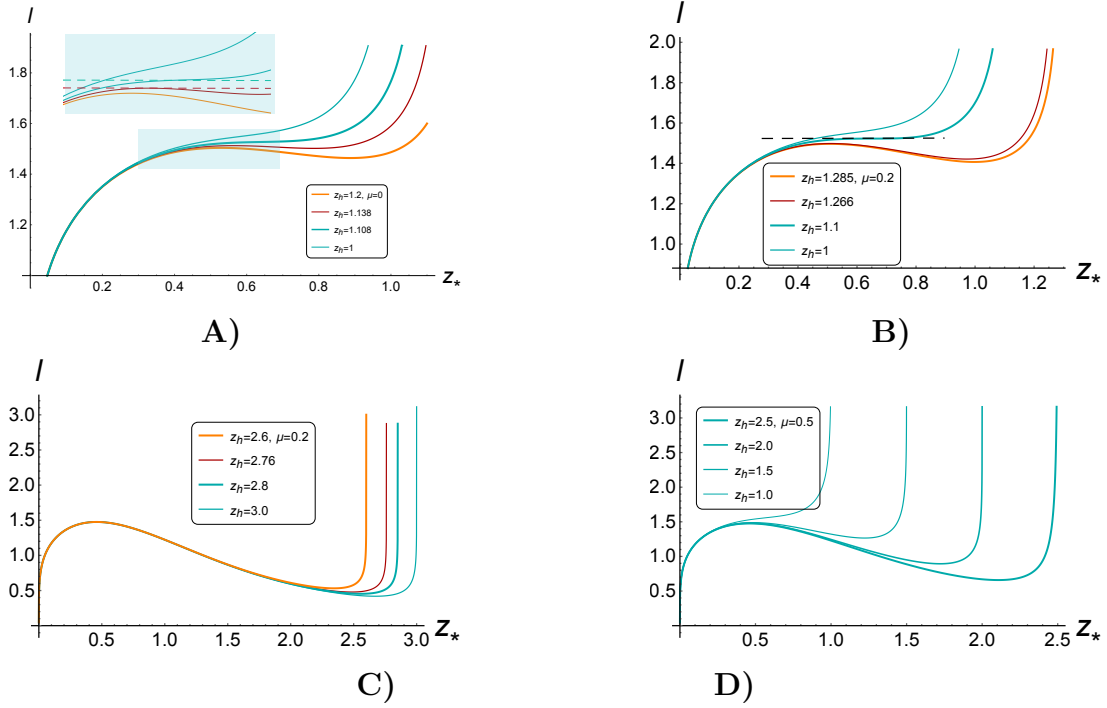 l
1.8
1.6
1.4
1.2
0.2 0.4 0.6 0.8 1.0
z*
z_h=1.2, μ=0
z_h=1.138
z_h=1.108
z_h=1
A)
l
2.0
1.8
1.6
1.4
1.2
1.0
0.2 0.4 0.6 0.8 1.0 1.2
z*
z_h=1.285, μ=0.2
z_h=1.266
z_h=1.1
z_h=1
B)
l
3.0
2.5
2.0
1.5
1.0
0.5
0.0 0.5 1.0 1.5 2.0 2.5 3.0
z*
z_h=2.6, μ=0.2
z_h=2.76
z_h=2.8
z_h=3.0
C)
l
3.0
2.5
2.0
1.5
1.0
0.5
0.0 0.5 1.0 1.5 2.0 2.5
z*
z_h=2.5, μ=0.5
z_h=2.0
z_h=1.5
z_h=1.0
D)